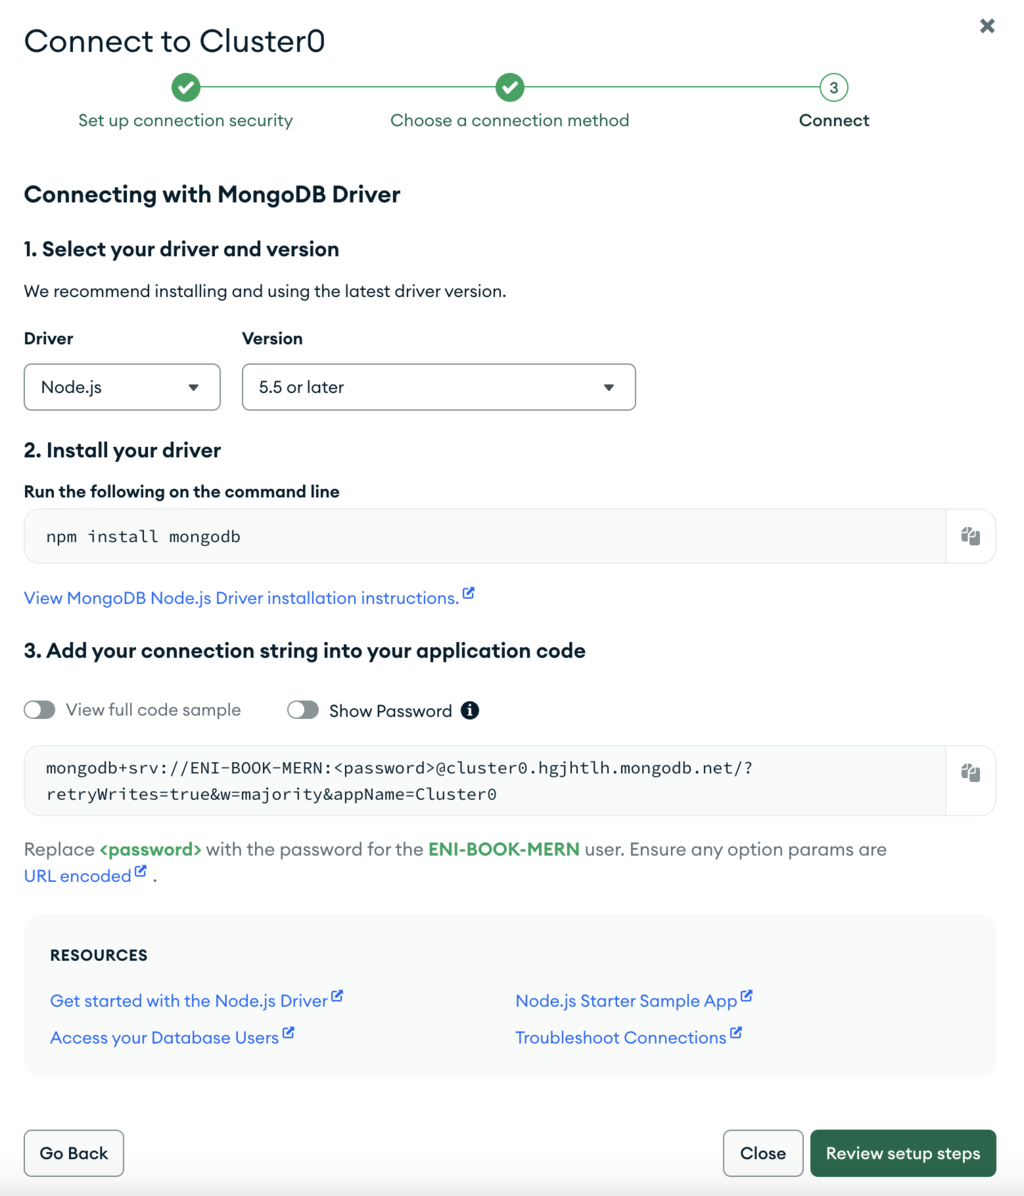 Connect to Cluster0
3
Set up connection security
Choose a connection method
Connect
Connecting with MongoDB Driver
1. Select your driver and version
We recommend installing and using the latest driver version.
Driver
Version
Node.js
5.5 or later
2. Install your driver
Run the following on the command line
npm install mongodb
View MongoDB Node.js Driver installation instructions.
3. Add your connection string into your application code
View full code sample
Show Password
mongodb+srv://ENI-BOOK-MERN:<password>@cluster0.hgjhtlh.mongodb.net/?
retryWrites=true&w=majority&appName=Cluster0
Replace <password> with the password for the ENI-BOOK-MERN user. Ensure any option params are
URL encoded .
RESOURCES
Get started with the Node.js Driver
Node.js Starter Sample App
Access your Database Users
Troubleshoot Connections
Go Back
Close
Review setup steps